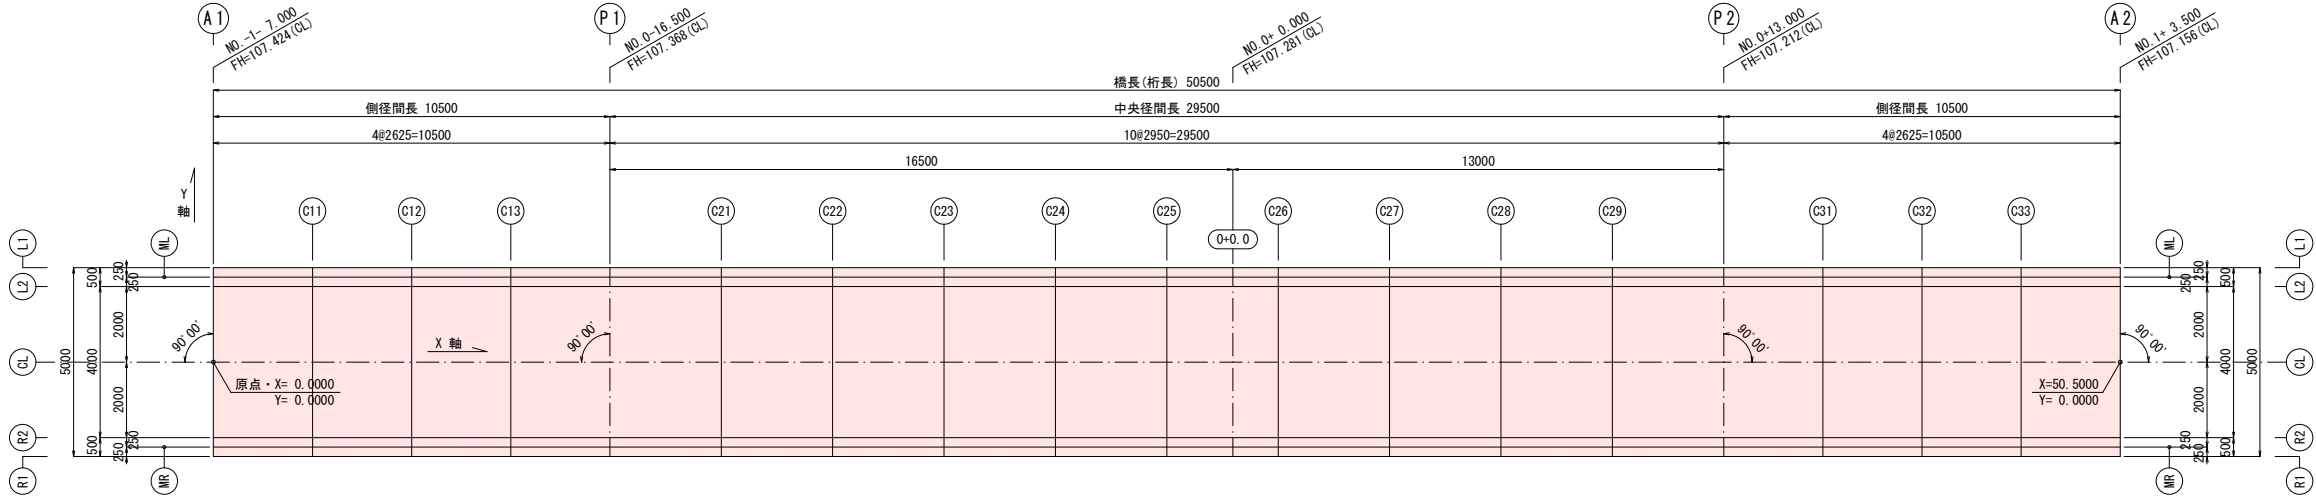 A1
P1
P2
A2
NO.-1- 7.000
FH=107.424(CL)
NO.0-16.500
FH=107.368(CL)
NO.0+ 0.000
FH=107.281(CL)
NO.0+13.000
FH=107.212(CL)
NO.1+ 3.500
FH=107.156(CL)
橋長(桁長) 50500
側径間長 10500
中央径間長 29500
側径間長 10500
4@2625=10500
10@2950=29500
4@2625=10500
16500
13000
Y
軸
C11
C12
C13
C21
C22
C23
C24
C25
C26
C27
C28
C29
C31
C32
C33
0+0.0
L1
ML
ML
L1
L2
L2
500
250
250
250
250
500
2000
2000
90°00'
90°00'
90°00'
90°00'
X 軸
CL
5000
4000
4000
5000
CL
原点・X= 0.0000
Y= 0.0000
X=50.5000
Y= 0.0000
2000
2000
R2
R2
500
250
250
250
250
500
R1
MR
MR
R1